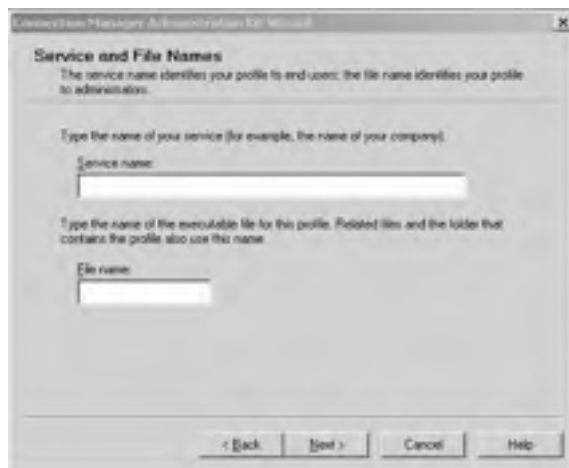 Connection Manager Administration Kit Wizard
Service and File Names
The service name identifies your profile to end users; the file name identifies your profile
to administrators.
Type the name of your service (for example, the name of your company).
Service name:
Type the name of the executable file for this profile. Related files and the folder that
contains the profile also use this name.
File name:
< Back
Next >
Cancel
Help